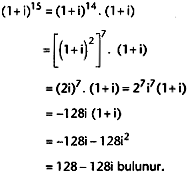 (1+i)¹⁵ = (1+i)¹⁴ . (1+i)
= [(1+i)²]⁷ . (1+i)
= (2i)⁷ . (1+i) = 2⁷i⁷(1+i)
= –128i (1+i)
= –128i – 128i²
= 128 – 128i bulunur.